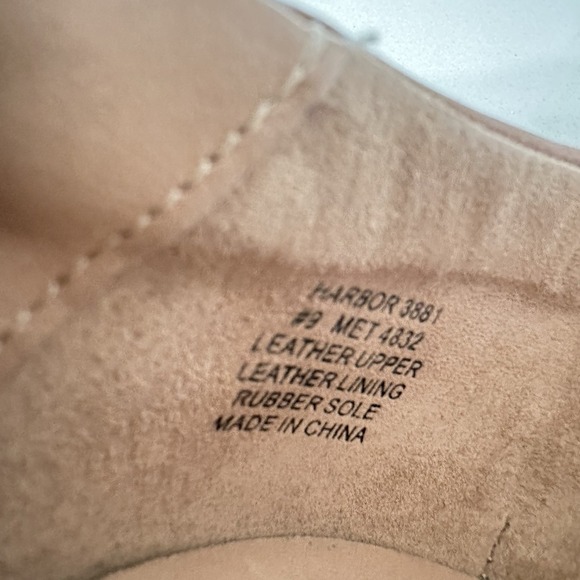 HARBOR 3881
#9 MET 4832
LEATHER UPPER
LEATHER LINING
RUBBER SOLE
MADE IN CHINA